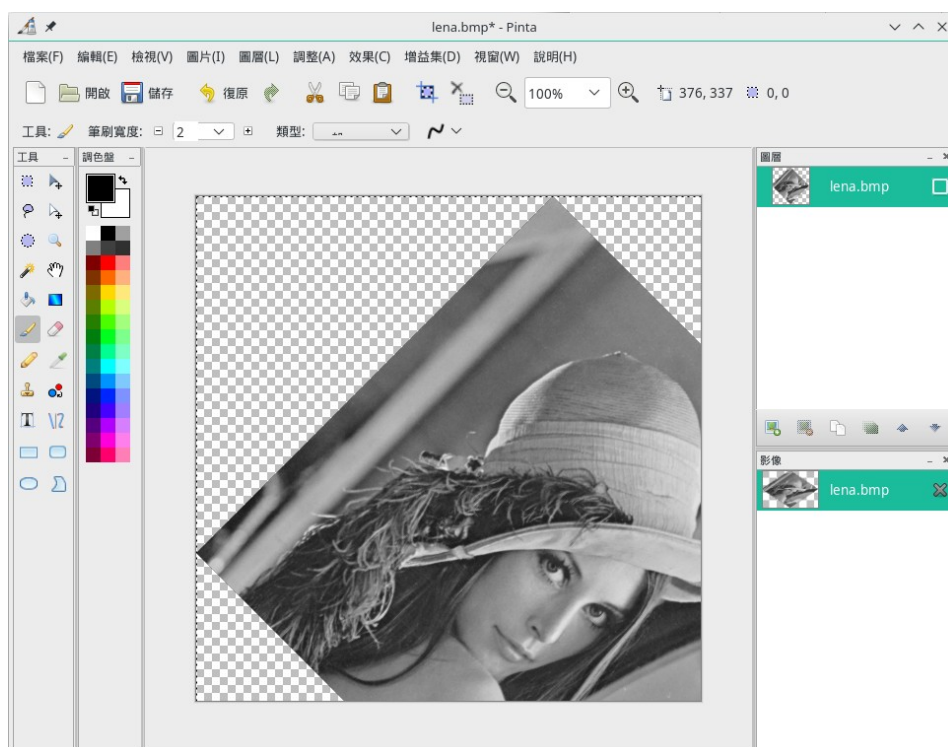 lena.bmp* - Pinta
檔案(F) 編輯(E) 檢視(V) 圖片(I) 圖層(L) 調整(A) 效果(C) 增益集(D) 視窗(W) 說明(H)
開啟 儲存 復原 100% 376, 337 0, 0
工具: 筆刷寬度: 2 類型:
工具 調色盤 圖層
lena.bmp
影像
lena.bmp